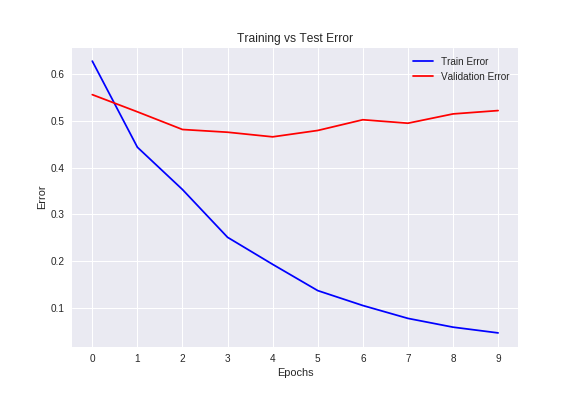 Training vs Test Error
Train Error
Validation Error
0.6
0.5
0.4
0.3
0.2
0.1
Error
0 1 2 3 4 5 6 7 8 9
Epochs